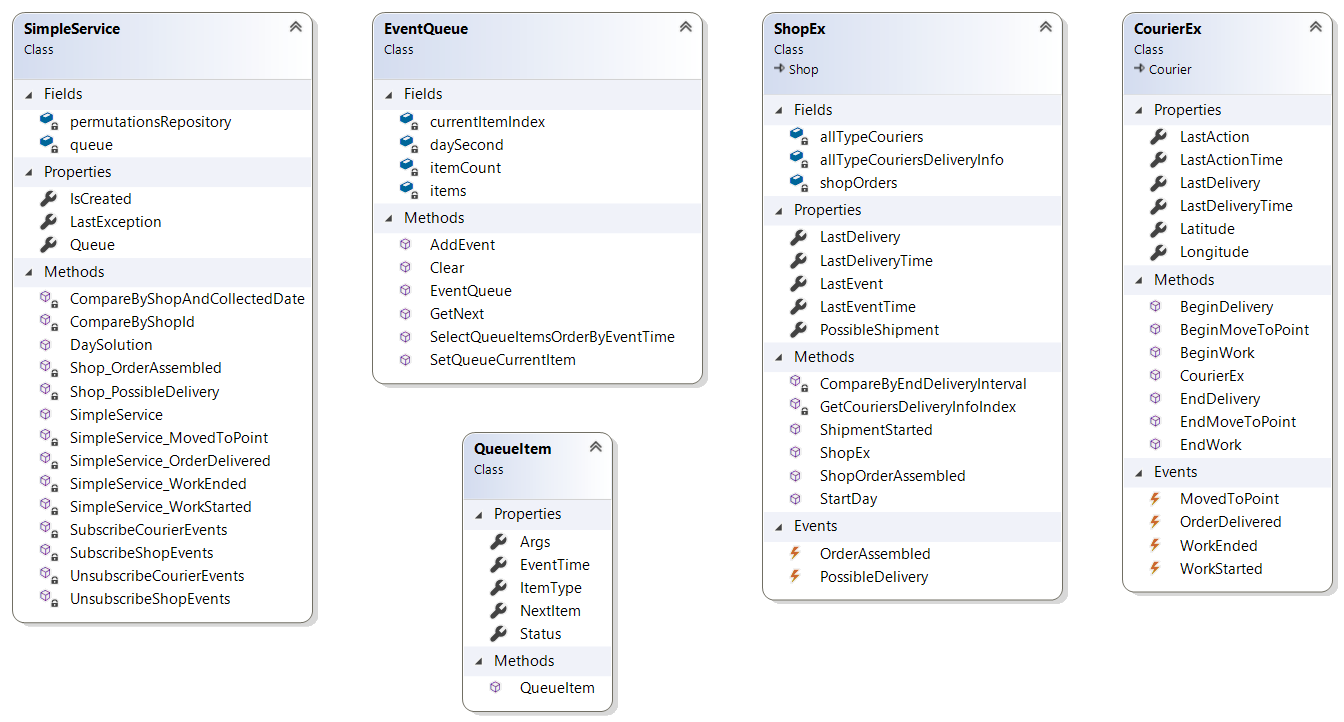 SimpleService
Class
Fields
permutationsRepository
queue
Properties
IsCreated
LastException
Queue
Methods
CompareByShopAndCollectedDate
CompareByShopId
DaySolution
Shop_OrderAssembled
Shop_PossibleDelivery
SimpleService
SimpleService_MovedToPoint
SimpleService_OrderDelivered
SimpleService_WorkEnded
SimpleService_WorkStarted
SubscribeCourierEvents
SubscribeShopEvents
UnsubscribeCourierEvents
UnsubscribeShopEvents
EventQueue
Class
Fields
currentItemIndex
daySecond
itemCount
items
Methods
AddEvent
Clear
EventQueue
GetNext
SelectQueueItemsOrderByEventTime
SetQueueCurrentItem
QueueItem
Class
Properties
Args
EventTime
ItemType
NextItem
Status
Methods
QueueItem
ShopEx
Class
Shop
Fields
allTypeCouriers
allTypeCouriersDeliveryInfo
shopOrders
Properties
LastDelivery
LastDeliveryTime
LastEvent
LastEventTime
PossibleShipment
Methods
CompareByEndDeliveryInterval
GetCouriersDeliveryInfoIndex
ShipmentStarted
ShopEx
ShopOrderAssembled
StartDay
Events
OrderAssembled
PossibleDelivery
CourierEx
Class
Courier
Properties
LastAction
LastActionTime
LastDelivery
LastDeliveryTime
Latitude
Longitude
Methods
BeginDelivery
BeginMoveToPoint
BeginWork
CourierEx
EndDelivery
EndMoveToPoint
EndWork
Events
MovedToPoint
OrderDelivered
WorkEnded
WorkStarted